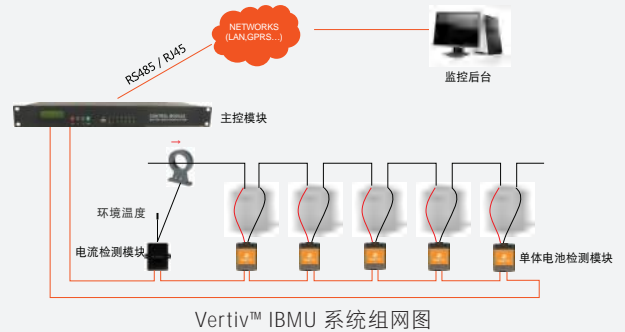 NETWORKS
(LAN,GPRS...)
RS485 / RJ45
监控后台
主控模块
CONTROL MODULE
环境温度
电流检测模块
单体电池检测模块
Vertiv™ IBMU 系统组网图